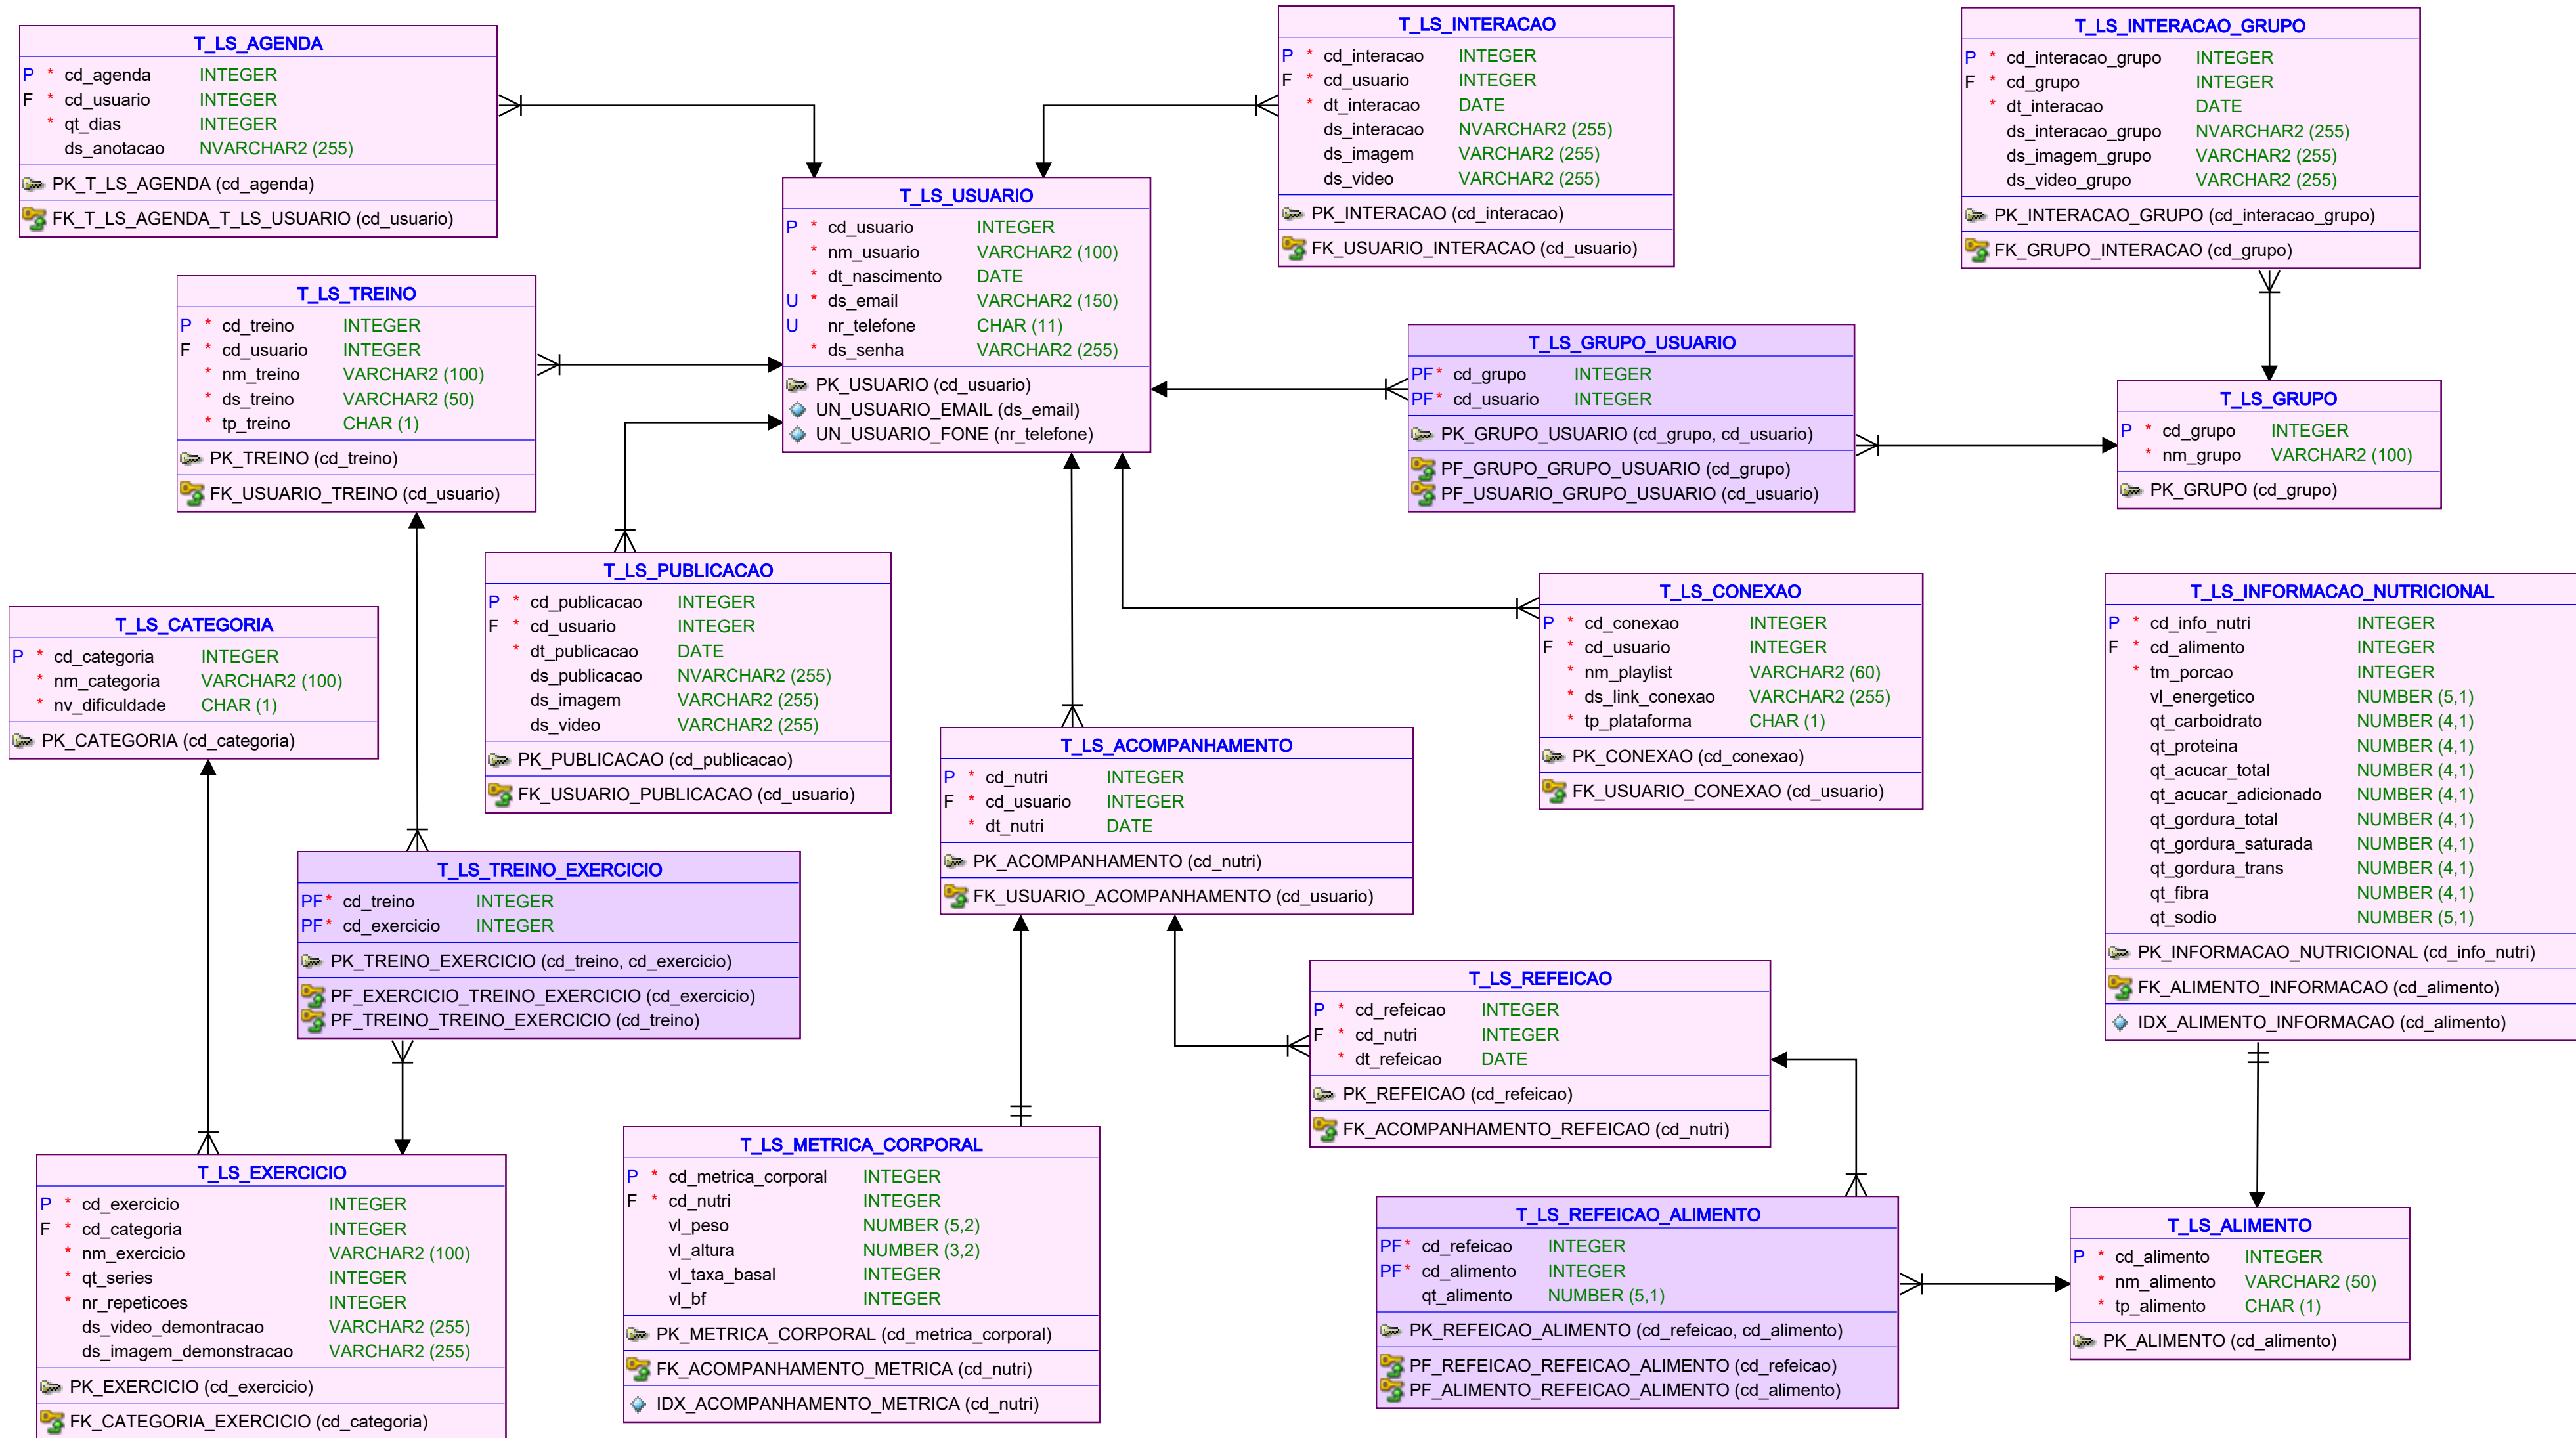 T_LS_AGENDA
P * cd_agenda INTEGER
F * cd_usuario INTEGER
* qt_dias INTEGER
ds_anotacao NVARCHAR2 (255)
PK_T_LS_AGENDA (cd_agenda)
FK_T_LS_AGENDA_T_LS_USUARIO (cd_usuario)
T_LS_INTERACAO
P * cd_interacao INTEGER
F * cd_usuario INTEGER
* dt_interacao DATE
ds_interacao NVARCHAR2 (255)
ds_imagem VARCHAR2 (255)
ds_video VARCHAR2 (255)
PK_INTERACAO (cd_interacao)
FK_USUARIO_INTERACAO (cd_usuario)
T_LS_INTERACAO_GRUPO
P * cd_interacao_grupo INTEGER
F * cd_grupo INTEGER
* dt_interacao DATE
ds_interacao_grupo NVARCHAR2 (255)
ds_imagem_grupo VARCHAR2 (255)
ds_video_grupo VARCHAR2 (255)
PK_INTERACAO_GRUPO (cd_interacao_grupo)
FK_GRUPO_INTERACAO (cd_grupo)
T_LS_USUARIO
P * cd_usuario INTEGER
* nm_usuario VARCHAR2 (100)
* dt_nascimento DATE
U * ds_email VARCHAR2 (150)
U nr_telefone CHAR (11)
* ds_senha VARCHAR2 (255)
PK_USUARIO (cd_usuario)
UN_USUARIO_EMAIL (ds_email)
UN_USUARIO_FONE (nr_telefone)
T_LS_TREINO
P * cd_treino INTEGER
F * cd_usuario INTEGER
* nm_treino VARCHAR2 (100)
* ds_treino VARCHAR2 (50)
* tp_treino CHAR (1)
PK_TREINO (cd_treino)
FK_USUARIO_TREINO (cd_usuario)
T_LS_GRUPO_USUARIO
PF * cd_grupo INTEGER
PF * cd_usuario INTEGER
PK_GRUPO_USUARIO (cd_grupo, cd_usuario)
PF_GRUPO_GRUPO_USUARIO (cd_grupo)
PF_USUARIO_GRUPO_USUARIO (cd_usuario)
T_LS_GRUPO
P * cd_grupo INTEGER
* nm_grupo VARCHAR2 (100)
PK_GRUPO (cd_grupo)
T_LS_PUBLICACAO
P * cd_publicacao INTEGER
F * cd_usuario INTEGER
* dt_publicacao DATE
ds_publicacao NVARCHAR2 (255)
ds_imagem VARCHAR2 (255)
ds_video VARCHAR2 (255)
PK_PUBLICACAO (cd_publicacao)
FK_USUARIO_PUBLICACAO (cd_usuario)
T_LS_CONEXAO
P * cd_conexao INTEGER
F * cd_usuario INTEGER
* nm_playlist VARCHAR2 (60)
* ds_link_conexao VARCHAR2 (255)
* tp_plataforma CHAR (1)
PK_CONEXAO (cd_conexao)
FK_USUARIO_CONEXAO (cd_usuario)
T_LS_INFORMACAO_NUTRICIONAL
P * cd_info_nutri INTEGER
F * cd_alimento INTEGER
* tm_porcao INTEGER
vl_energetico NUMBER (5,1)
qt_carboidrato NUMBER (4,1)
qt_proteina NUMBER (4,1)
qt_acucar_total NUMBER (4,1)
qt_acucar_adicionado NUMBER (4,1)
qt_gordura_total NUMBER (4,1)
qt_gordura_saturada NUMBER (4,1)
qt_gordura_trans NUMBER (4,1)
qt_fibra NUMBER (4,1)
qt_sodio NUMBER (5,1)
PK_INFORMACAO_NUTRICIONAL (cd_info_nutri)
FK_ALIMENTO_INFORMACAO (cd_alimento)
IDX_ALIMENTO_INFORMACAO (cd_alimento)
T_LS_CATEGORIA
P * cd_categoria INTEGER
* nm_categoria VARCHAR2 (100)
* nv_dificuldade CHAR (1)
PK_CATEGORIA (cd_categoria)
T_LS_ACOMPANHAMENTO
P * cd_nutri INTEGER
F * cd_usuario INTEGER
* dt_nutri DATE
PK_ACOMPANHAMENTO (cd_nutri)
FK_USUARIO_ACOMPANHAMENTO (cd_usuario)
T_LS_TREINO_EXERCICIO
PF * cd_treino INTEGER
PF * cd_exercicio INTEGER
PK_TREINO_EXERCICIO (cd_treino, cd_exercicio)
PF_EXERCICIO_TREINO_EXERCICIO (cd_exercicio)
PF_TREINO_TREINO_EXERCICIO (cd_treino)
T_LS_REFEICAO
P * cd_refeicao INTEGER
F * cd_nutri INTEGER
* dt_refeicao DATE
PK_REFEICAO (cd_refeicao)
FK_ACOMPANHAMENTO_REFEICAO (cd_nutri)
T_LS_EXERCICIO
P * cd_exercicio INTEGER
F * cd_categoria INTEGER
* nm_exercicio VARCHAR2 (100)
* qt_series INTEGER
* nr_repeticoes INTEGER
ds_video_demontracao VARCHAR2 (255)
ds_imagem_demonstracao VARCHAR2 (255)
PK_EXERCICIO (cd_exercicio)
FK_CATEGORIA_EXERCICIO (cd_categoria)
T_LS_METRICA_CORPORAL
P * cd_metrica_corporal INTEGER
F * cd_nutri INTEGER
vl_peso NUMBER (5,2)
vl_altura NUMBER (3,2)
vl_taxa_basal INTEGER
vl_bf INTEGER
PK_METRICA_CORPORAL (cd_metrica_corporal)
FK_ACOMPANHAMENTO_METRICA (cd_nutri)
IDX_ACOMPANHAMENTO_METRICA (cd_nutri)
T_LS_REFEICAO_ALIMENTO
PF * cd_refeicao INTEGER
PF * cd_alimento INTEGER
qt_alimento NUMBER (5,1)
PK_REFEICAO_ALIMENTO (cd_refeicao, cd_alimento)
PF_REFEICAO_REFEICAO_ALIMENTO (cd_refeicao)
PF_ALIMENTO_REFEICAO_ALIMENTO (cd_alimento)
T_LS_ALIMENTO
P * cd_alimento INTEGER
* nm_alimento VARCHAR2 (50)
* tp_alimento CHAR (1)
PK_ALIMENTO (cd_alimento)